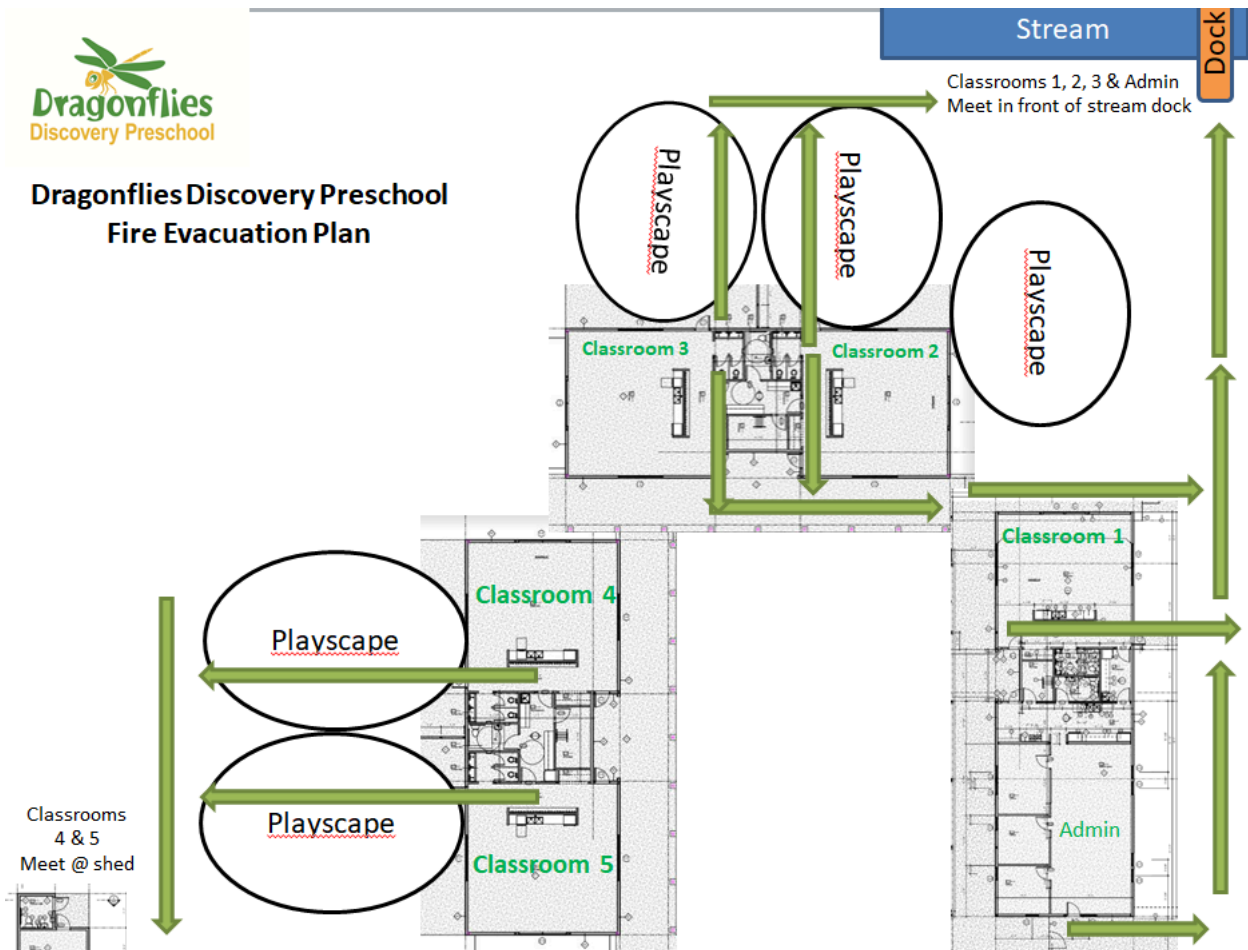 Stream
Dock
Dragonflies
Discovery Preschool
Classrooms 1, 2, 3 & Admin
Meet in front of stream dock
Dragonflies Discovery Preschool
Fire Evacuation Plan
Playscape
Playscape
Playscape
Classroom 3
Classroom 2
Classroom 1
Classroom 4
Playscape
Classrooms
4 & 5
Meet @ shed
Playscape
Admin
Classroom 5